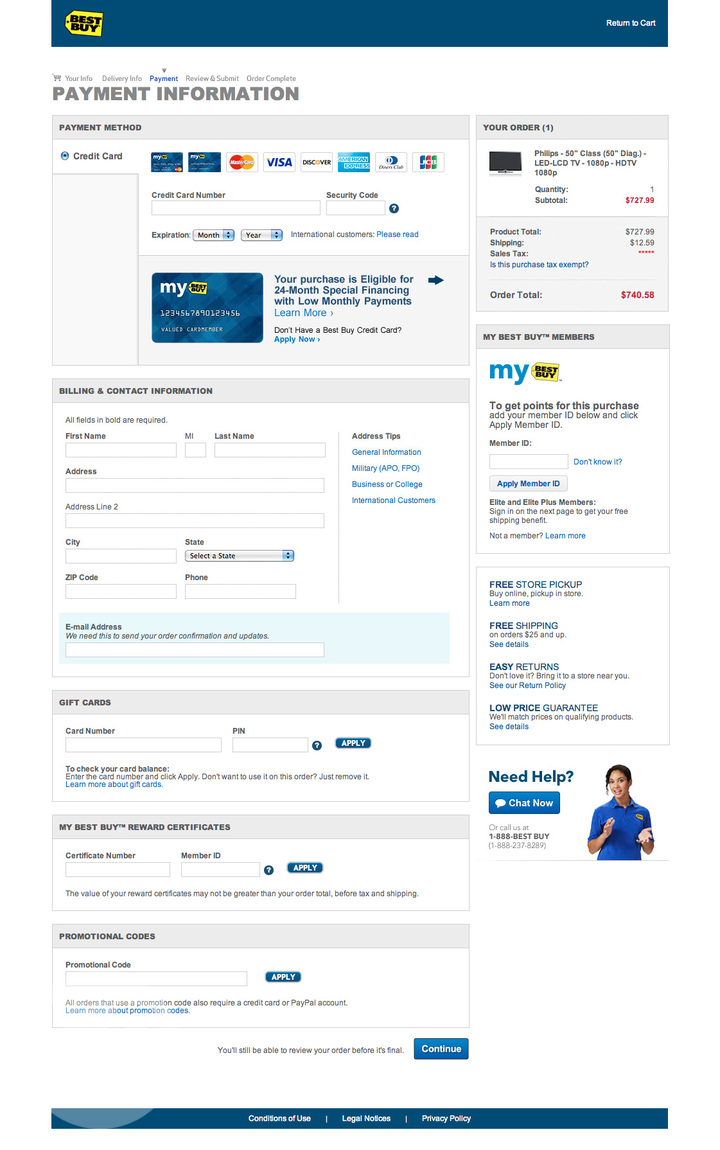 BEST BUY
Return to Cart
Your Info Delivery Info Payment Review & Submit Order Complete
PAYMENT INFORMATION
PAYMENT METHOD
Credit Card
my BEST BUY my BEST BUY MasterCard VISA DISCOVER AMERICAN EXPRESS Diners Club JCB
Credit Card Number Security Code
?
Expiration: Month Year International customers: Please read
my BEST BUY
1234567890123456
VALUED CARDMEMBER
Your purchase is Eligible for
24-Month Special Financing
with Low Monthly Payments
Learn More ›
Don't Have a Best Buy Credit Card?
Apply Now ›
BILLING & CONTACT INFORMATION
All fields in bold are required.
First Name MI Last Name
Address
Address Line 2
City State
Select a State
ZIP Code Phone
Address Tips
General Information
Military (APO, FPO)
Business or College
International Customers
E-mail Address
We need this to send your order confirmation and updates.
GIFT CARDS
Card Number PIN
? APPLY
To check your card balance:
Enter the card number and click Apply. Don't want to use it on this order? Just remove it.
Learn more about gift cards.
MY BEST BUY™ REWARD CERTIFICATES
Certificate Number Member ID
? APPLY
The value of your reward certificates may not be greater than your order total, before tax and shipping.
PROMOTIONAL CODES
Promotional Code
APPLY
All orders that use a promotion code also require a credit card or PayPal account.
Learn more about promotion codes.
You'll still be able to review your order before it's final. Continue
YOUR ORDER (1)
Philips - 50" Class (50" Diag.) -
LED-LCD TV - 1080p - HDTV
1080p
Quantity: 1
Subtotal: $727.99
Product Total: $727.99
Shipping: $12.59
Sales Tax: *****
Is this purchase tax exempt?
Order Total: $740.58
MY BEST BUY™ MEMBERS
my BEST BUY™
To get points for this purchase
add your member ID below and click
Apply Member ID.
Member ID:
Don't know it?
Apply Member ID
Elite and Elite Plus Members:
Sign in on the next page to get your free
shipping benefit.
Not a member? Learn more
FREE STORE PICKUP
Buy online, pickup in store.
Learn more
FREE SHIPPING
on orders $25 and up.
See details
EASY RETURNS
Don't love it? Bring it to a store near you.
See our Return Policy
LOW PRICE GUARANTEE
We'll match prices on qualifying products.
See details
Need Help?
Chat Now
Or call us at
1-888-BEST BUY
(1-888-237-8289)
Conditions of Use | Legal Notices | Privacy Policy